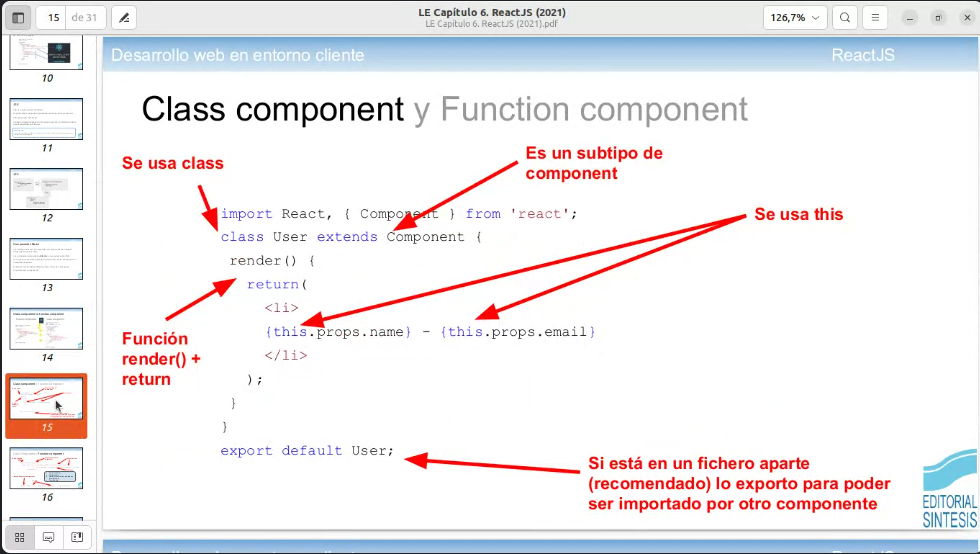 15 de 31
LE Capítulo 6. ReactJS (2021)
LE Capítulo 6. ReactJS (2021).pdf
126,7%
Desarrollo web en entorno cliente
ReactJS
Class component y Function component
Se usa class
Es un subtipo de
component
Se usa this
import React, { Component } from 'react';
class User extends Component {
render() {
return(
<li>
{this.props.name} - {this.props.email}
</li>
);
}
}
export default User;
Función
render() +
return
Si está en un fichero aparte
(recomendado) lo exporto para poder
ser importado por otro componente
EDITORIAL
SINTESIS
10
11
12
13
14
15
16